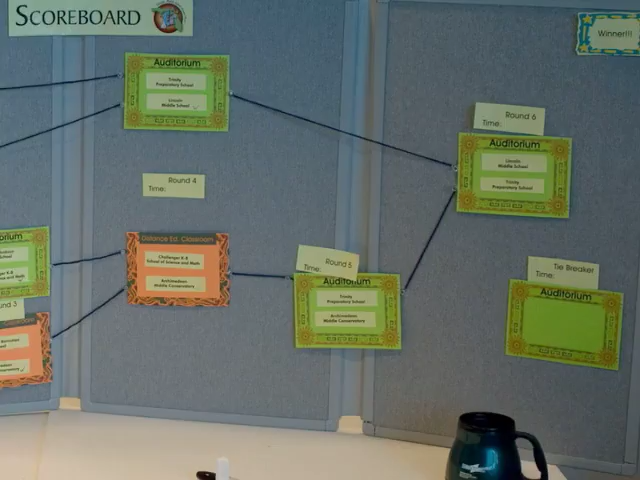 SCOREBOARD
Winner!!!
Auditorium
Trinity
Preparatory School
Lincoln
Middle School ✓
Round 6
Time:
Auditorium
Lincoln
Middle School
Trinity
Preparatory School
Round 4
Time:
Distance Ed. Classroom
Challenger K-8
School of Science and Math
Archimedean
Middle Conservatory
Round 5
Time:
Auditorium
Trinity
Preparatory School
Archimedean
Middle Conservatory
Tie Breaker
Time:
Auditorium